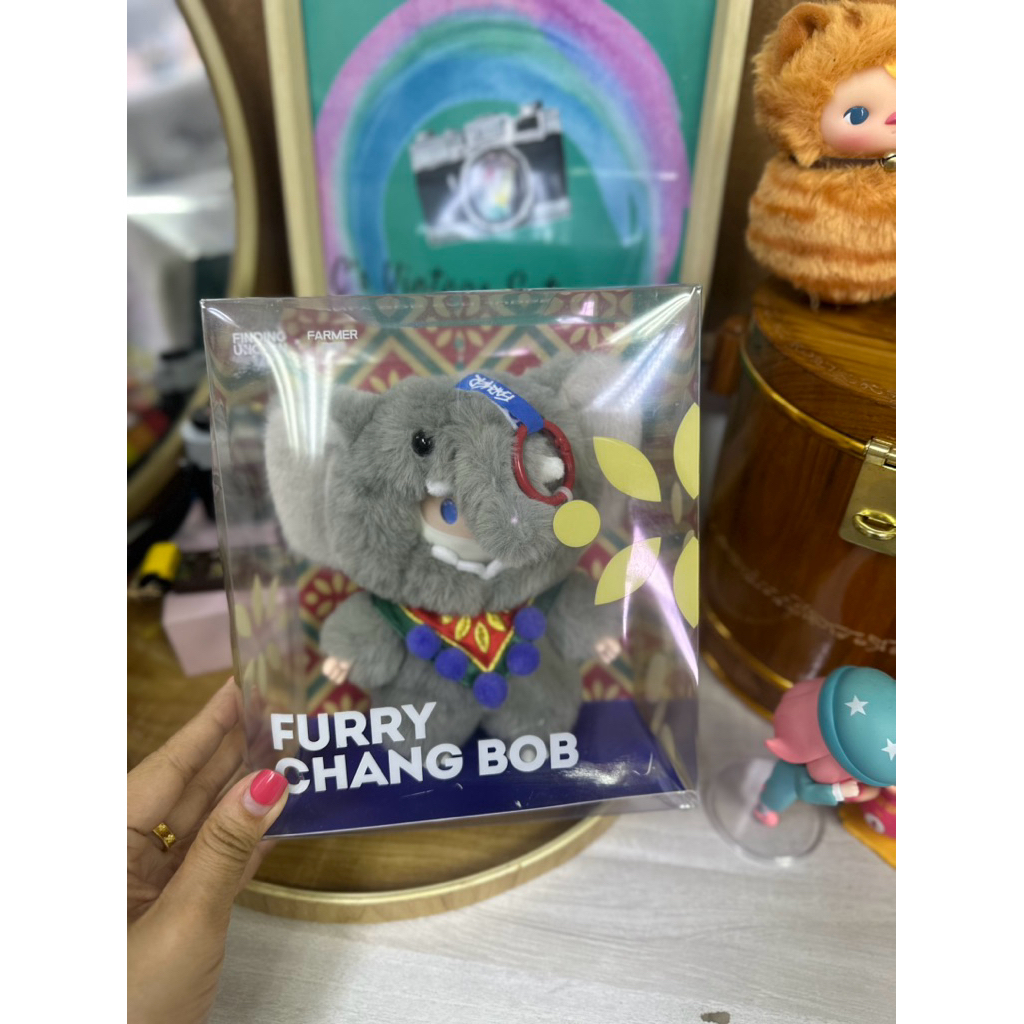 FINDING
UNICORN
FARMER
FARMER
FURRY
CHANG BOB